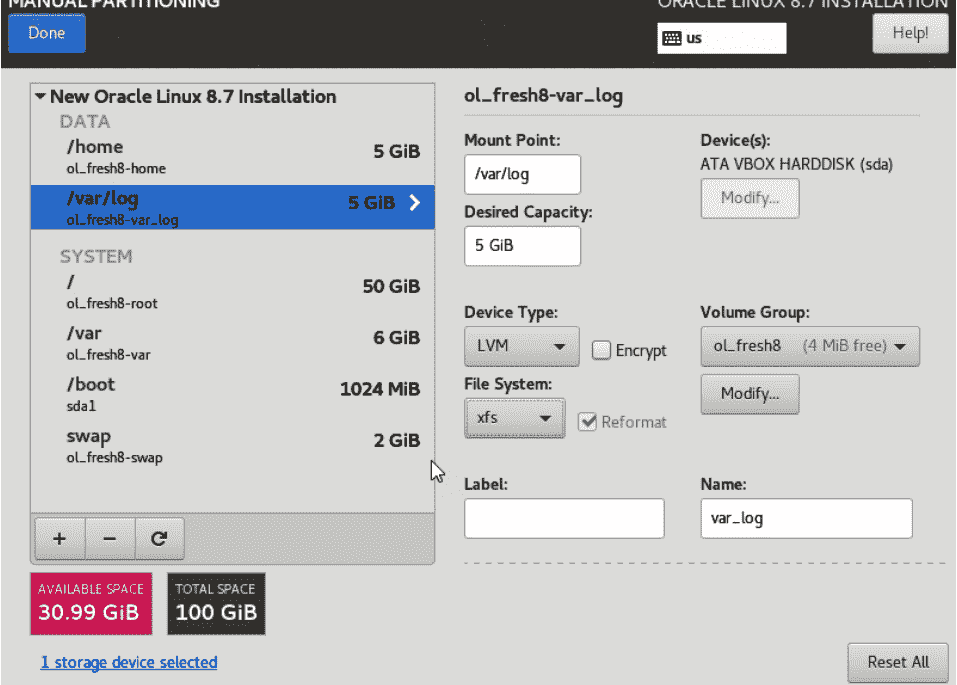 MANUAL PARTITIONING
ORACLE LINUX 8.7 INSTALLATION
Done
us
Help!
New Oracle Linux 8.7 Installation
DATA
/home
5 GiB
ol_fresh8-home
/var/log
5 GiB
ol_fresh8-var_log
SYSTEM
/
50 GiB
ol_fresh8-root
/var
6 GiB
ol_fresh8-var
/boot
1024 MiB
sda1
swap
2 GiB
ol_fresh8-swap
+ −
AVAILABLE SPACE
30.99 GiB
TOTAL SPACE
100 GiB
1 storage device selected
ol_fresh8-var_log
Mount Point:
/var/log
Device(s):
ATA VBOX HARDDISK (sda)
Modify...
Desired Capacity:
5 GiB
Device Type:
LVM
Encrypt
Volume Group:
ol_fresh8 (4 MiB free)
Modify...
File System:
xfs
Reformat
Label:
Name:
var_log
Reset All